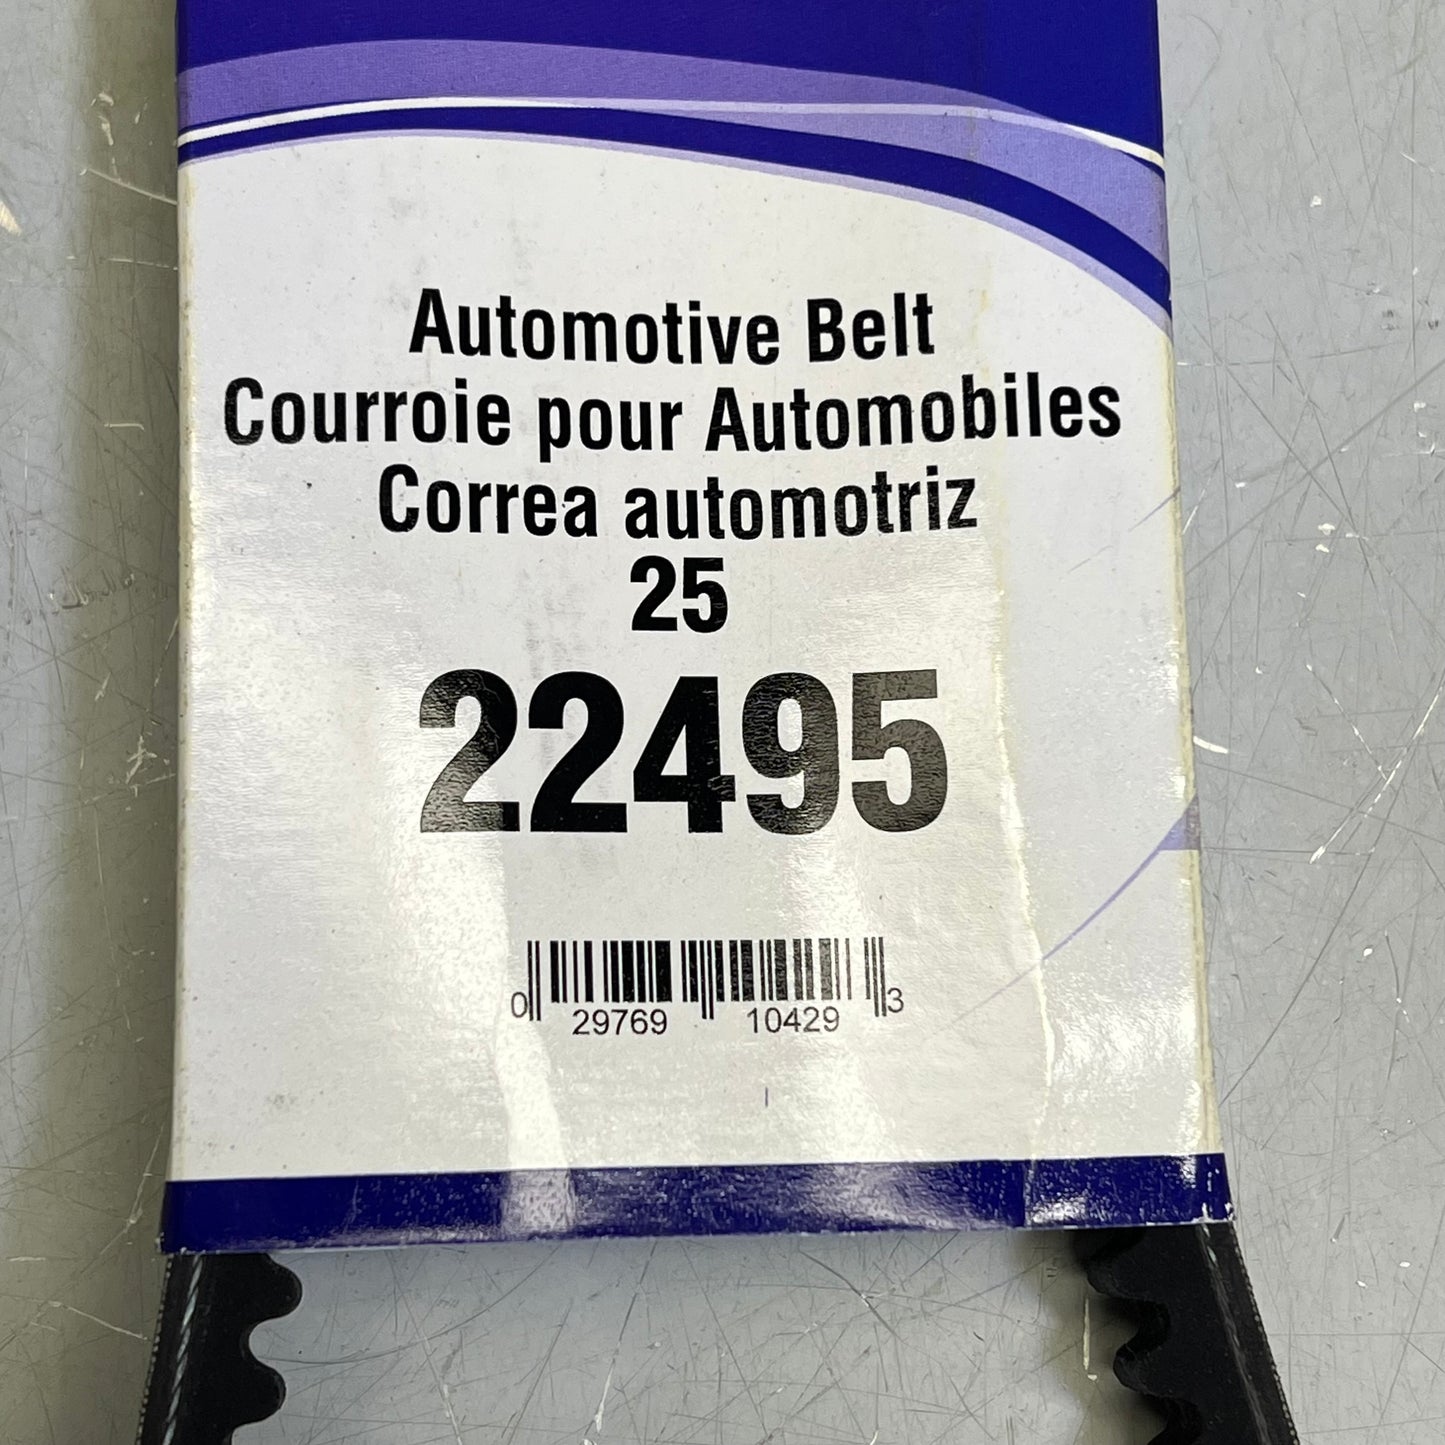 Automotive Belt
Courroie pour Automobiles
Correa automotriz
25
22495
0 29769 10429 3